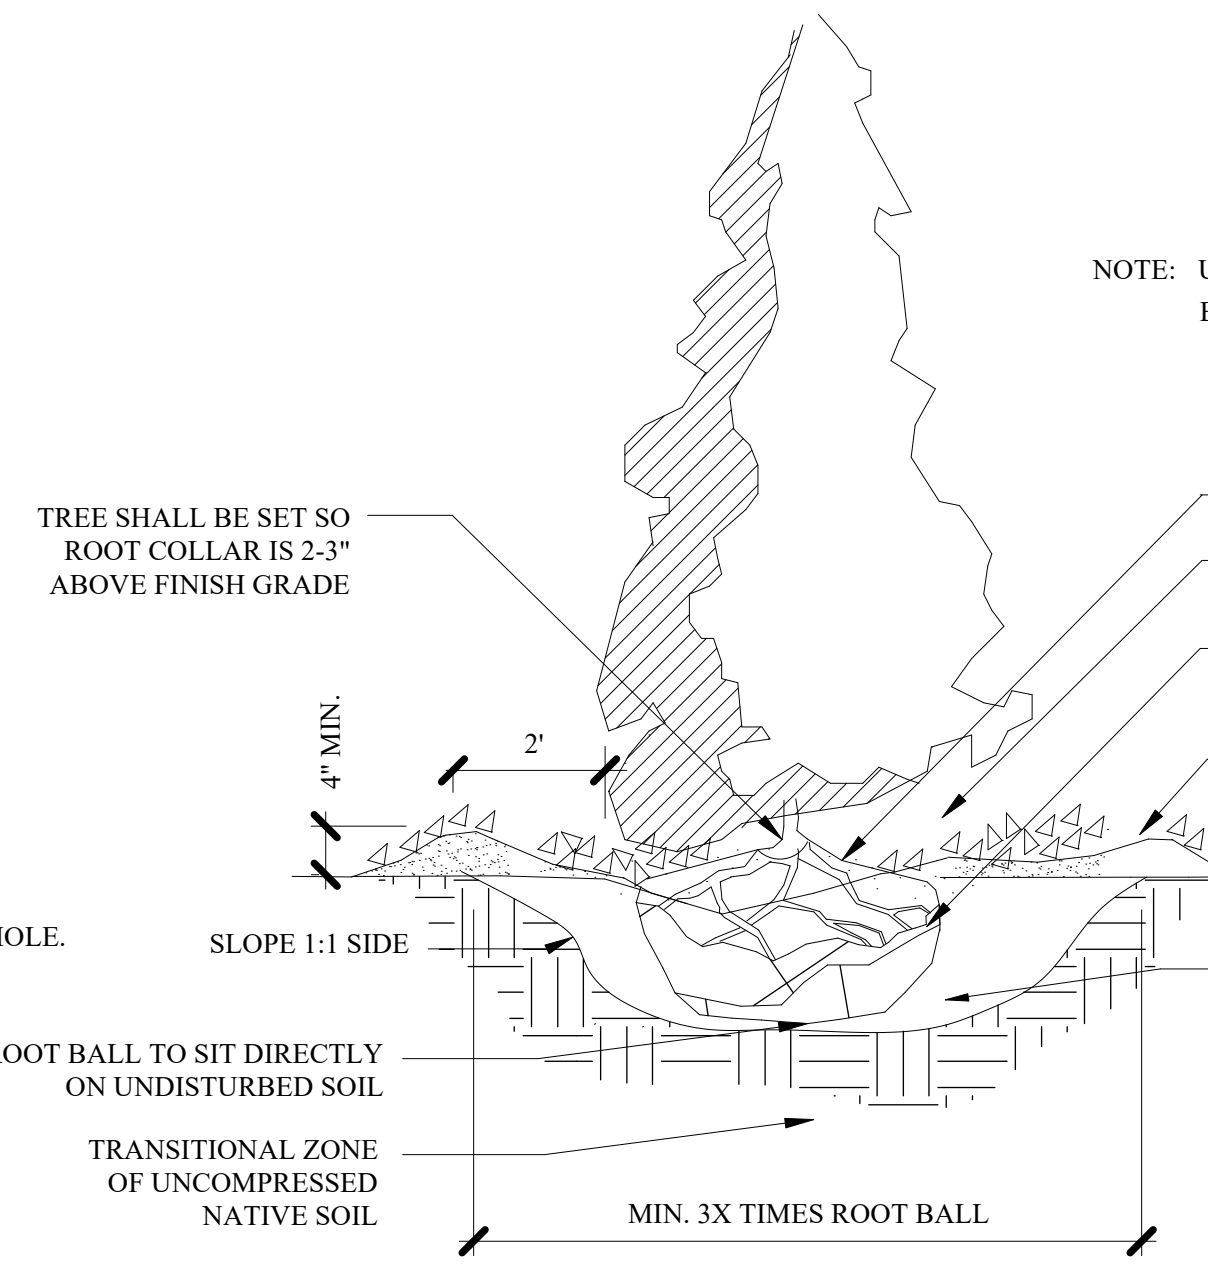 NOTE:
TREE SHALL BE SET SO
ROOT COLLAR IS 2-3"
ABOVE FINISH GRADE
4" MIN.
2'
SLOPE 1:1 SIDE
ROOT BALL TO SIT DIRECTLY
ON UNDISTURBED SOIL
TRANSITIONAL ZONE
OF UNCOMPRESSED
NATIVE SOIL
MIN. 3X TIMES ROOT BALL